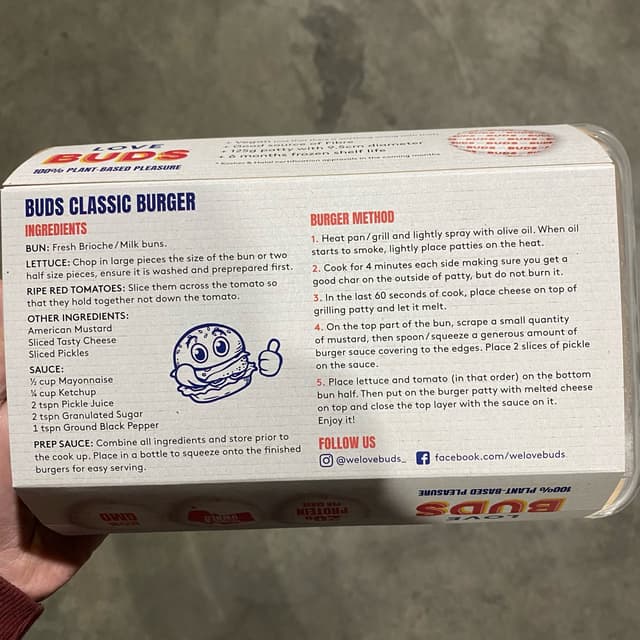 LOVE
BUDS
100% PLANT-BASED PLEASURE
+ Good source of Fibre
+ 125g patty with 9.5cm diameter
+ 6 months frozen shelf life
BUDS CLASSIC BURGER
INGREDIENTS
BUN: Fresh Brioche/Milk buns.
LETTUCE: Chop in large pieces the size of the bun or two
half size pieces, ensure it is washed and preprepared first.
RIPE RED TOMATOES: Slice them across the tomato so
that they hold together not down the tomato.
OTHER INGREDIENTS:
American Mustard
Sliced Tasty Cheese
Sliced Pickles
SAUCE:
½ cup Mayonnaise
¼ cup Ketchup
2 tspn Pickle Juice
2 tspn Granulated Sugar
1 tspn Ground Black Pepper
PREP SAUCE: Combine all ingredients and store prior to
the cook up. Place in a bottle to squeeze onto the finished
burgers for easy serving.
BURGER METHOD
1. Heat pan/grill and lightly spray with olive oil. When oil
starts to smoke, lightly place patties on the heat.
2. Cook for 4 minutes each side making sure you get a
good char on the outside of patty, but do not burn it.
3. In the last 60 seconds of cook, place cheese on top of
grilling patty and let it melt.
4. On the top part of the bun, scrape a small quantity
of mustard, then spoon/squeeze a generous amount of
burger sauce covering to the edges. Place 2 slices of pickle
on the sauce.
5. Place lettuce and tomato (in that order) on the bottom
bun half. Then put on the burger patty with melted cheese
on top and close the top layer with the sauce on it.
Enjoy it!
FOLLOW US
@welovebuds_ facebook.com/welovebuds
100% PLANT-BASED PLEASURE
LOVE
BUDS
PROTEIN
GMO